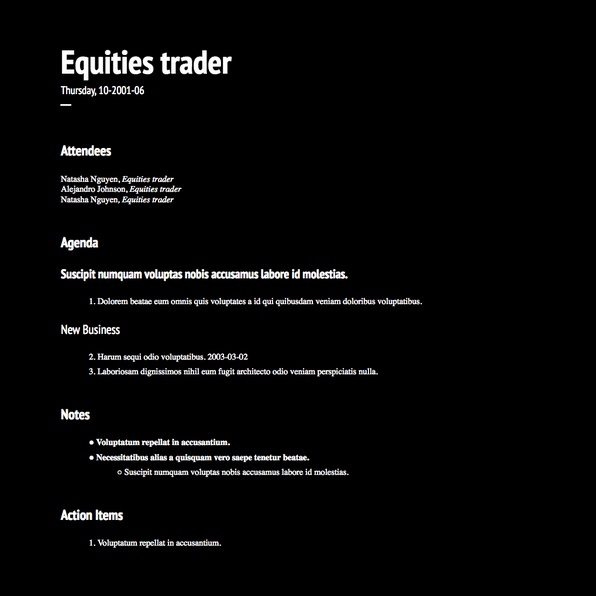 Equities trader
Thursday, 10-2001-06
Attendees
Natasha Nguyen, Equities trader
Alejandro Johnson, Equities trader
Natasha Nguyen, Equities trader
Agenda
Suscipit numquam voluptas nobis accusamus labore id molestias.
1. Dolorem beatae eum omnis quis voluptates a id qui quibusdam veniam doloribus voluptatibus.
New Business
2. Harum sequi odio voluptatibus. 2003-03-02
3. Laboriosam dignissimos nihil eum fugit architecto odio veniam perspiciatis nulla.
Notes
● Voluptatum repellat in accusantium.
● Necessitatibus alias a quisquam vero saepe tenetur beatae.
○ Suscipit numquam voluptas nobis accusamus labore id molestias.
Action Items
1. Voluptatum repellat in accusantium.